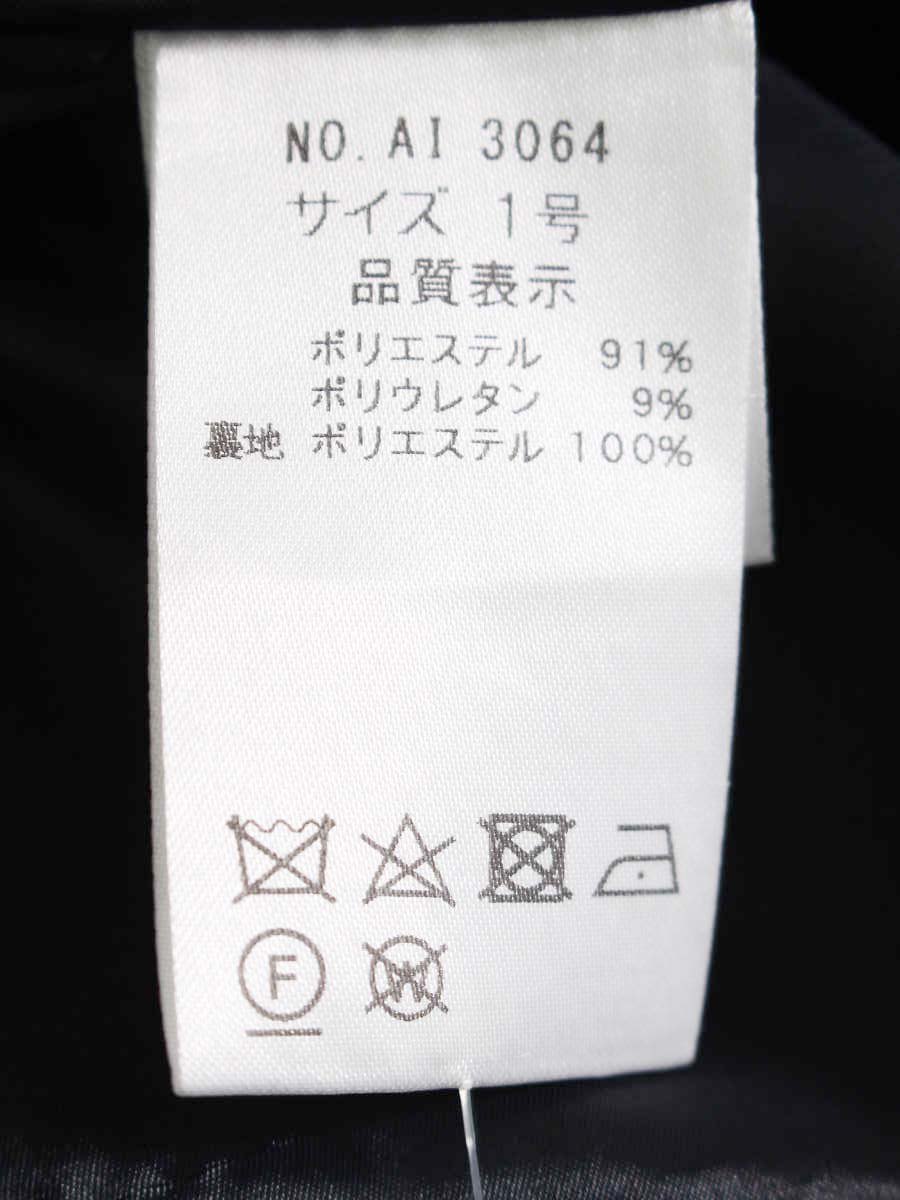 NO. AI 3064
サイズ 1号
品質表示
ポリエステル 91%
ポリウレタン 9%
裏地 ポリエステル 100%
F
W